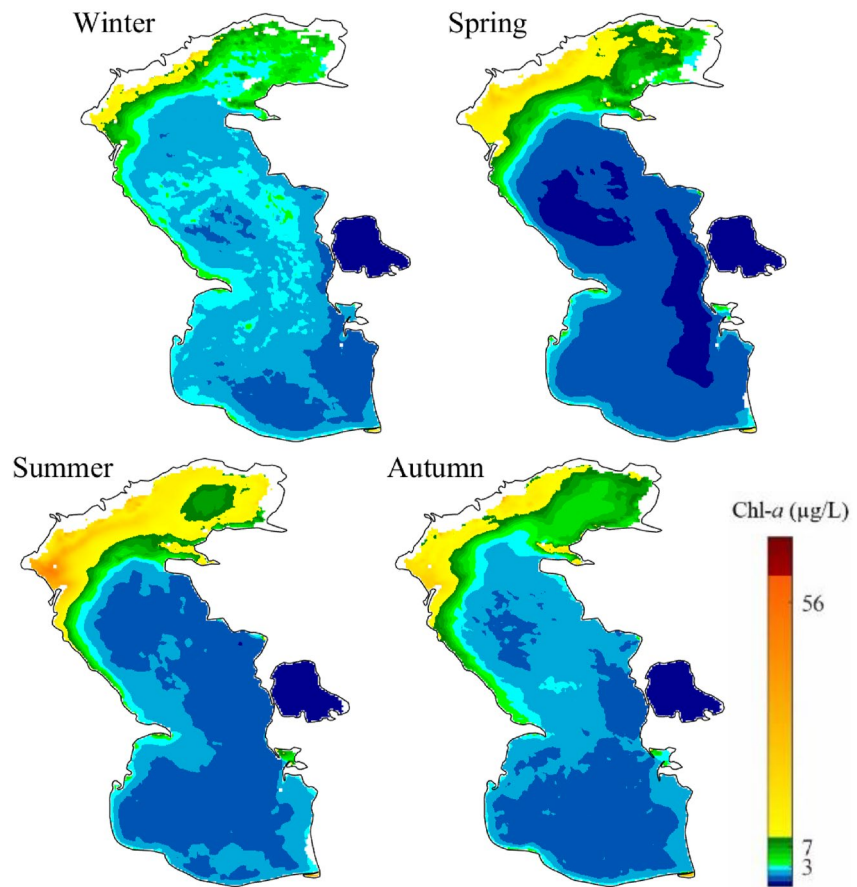 Winter
Spring
Summer
Autumn
Chl-a (µg/L)
56
7
3